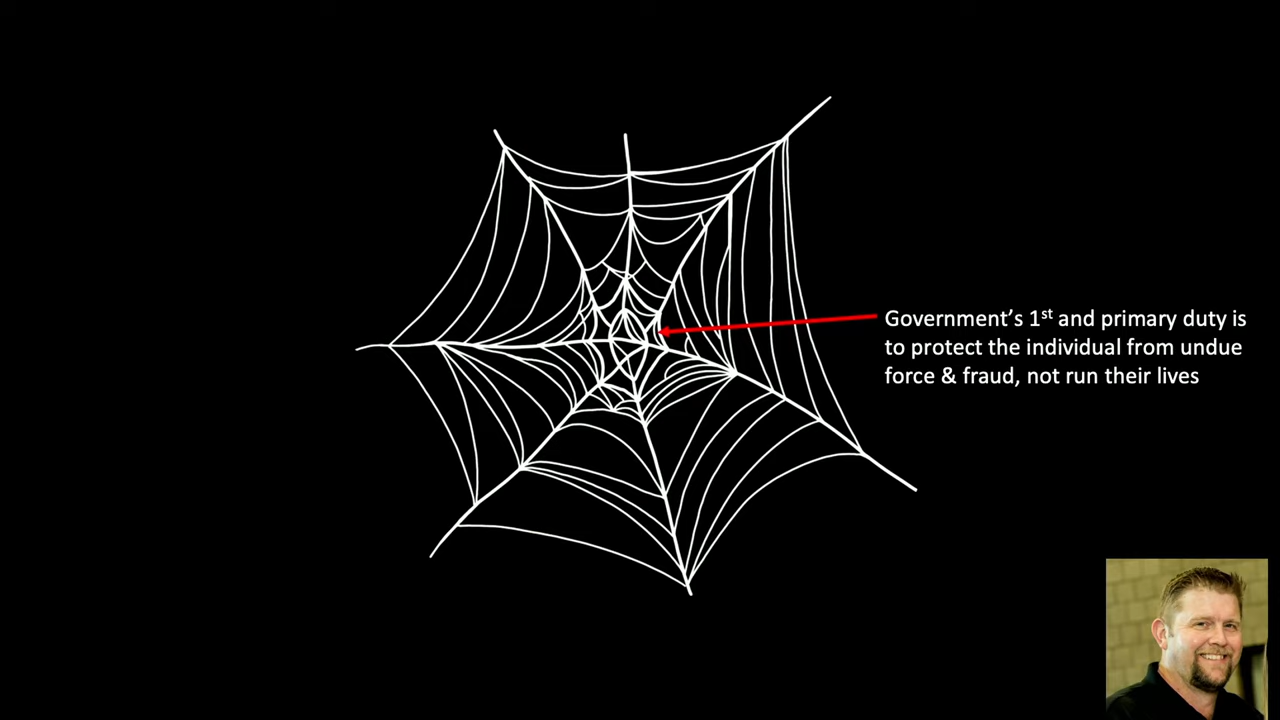 Government's 1st and primary duty is
to protect the individual from undue
force & fraud, not run their lives